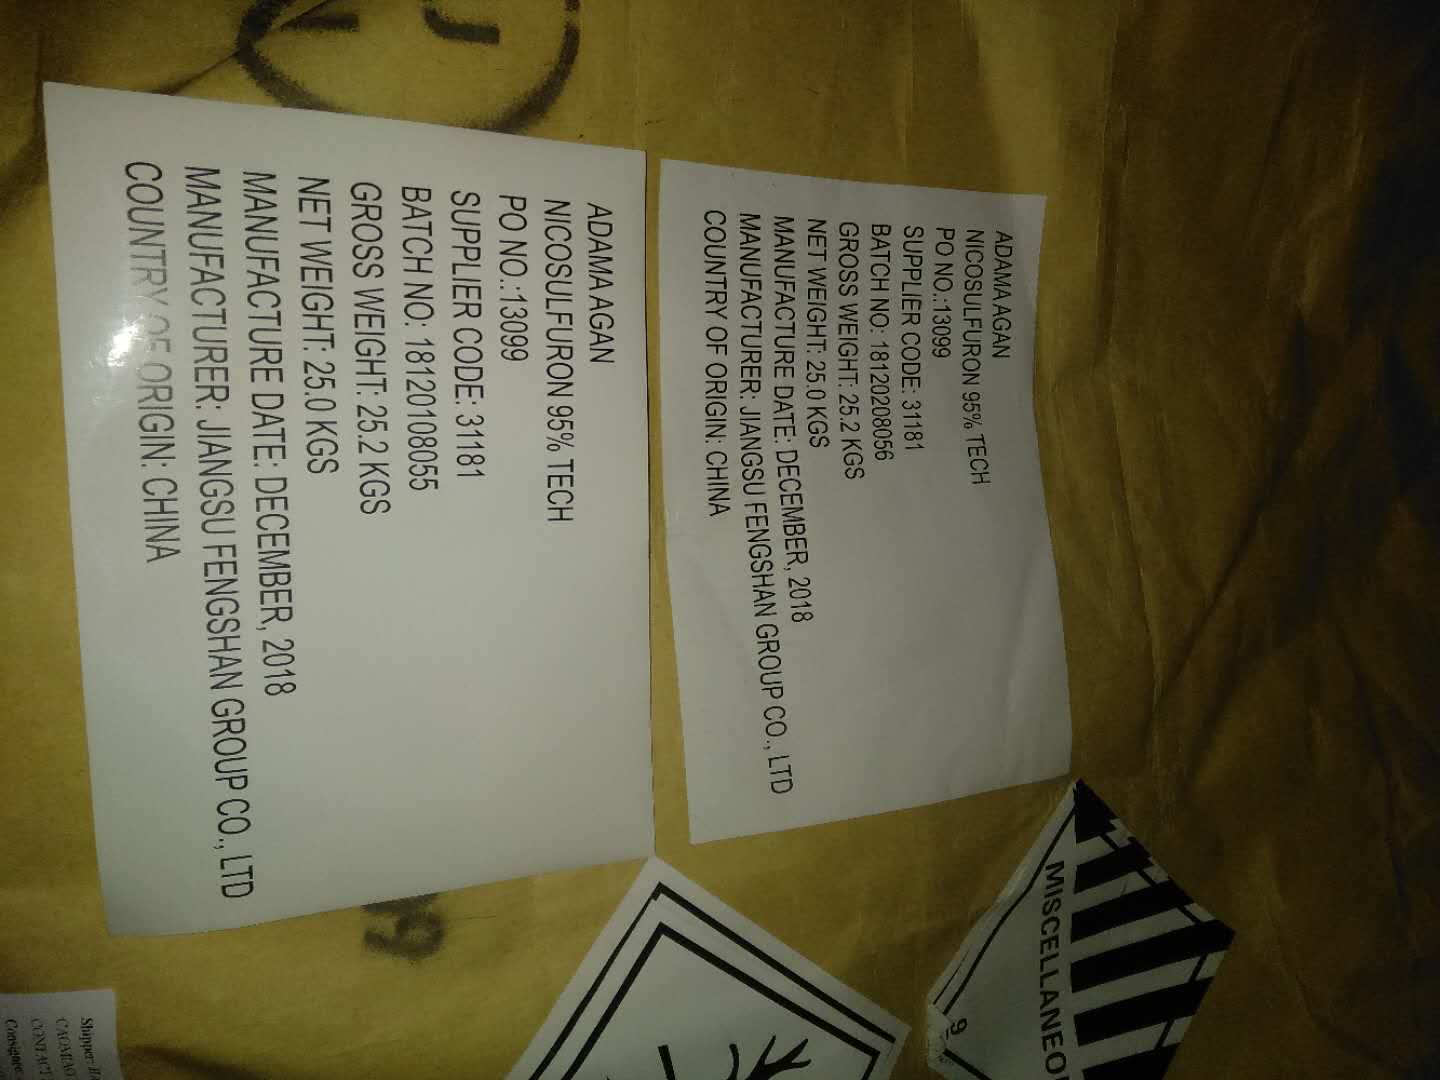 ADAMA AGAN
NICOSULFURON 95% TECH
PO NO.:13099
SUPPLIER CODE: 31181
BATCH NO: 18120208056
GROSS WEIGHT: 25.2 KGS
NET WEIGHT: 25.0 KGS
MANUFACTURE DATE: DECEMBER, 2018
MANUFACTURER: JIANGSU FENGSHAN GROUP CO., LTD
COUNTRY OF ORIGIN: CHINA
ADAMA AGAN
NICOSULFURON 95% TECH
PO NO.:13099
SUPPLIER CODE: 31181
BATCH NO: 18120108055
GROSS WEIGHT: 25.2 KGS
NET WEIGHT: 25.0 KGS
MANUFACTURE DATE: DECEMBER, 2018
MANUFACTURER: JIANGSU FENGSHAN GROUP CO., LTD
COUNTRY OF ORIGIN: CHINA
MISCELLANEO
9
Shipper:
CONTACT
Consignee